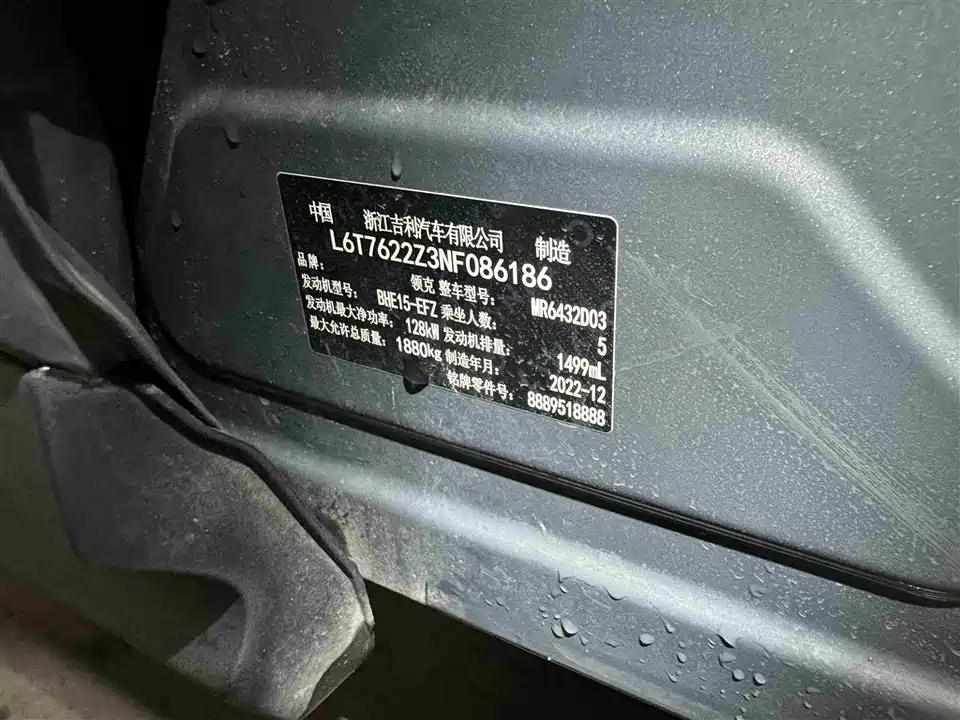 中国 浙江吉利汽车有限公司 制造
L6T7622Z3NF086186
品牌： 领克 整车型号： MR6432D03
发动机型号： BHE15-EFZ 乘坐人数： 5
发动机最大净功率： 128kW 发动机排量： 1499mL
最大允许总质量： 1880kg 制造年月： 2022-12
铭牌零件号： 8889518888